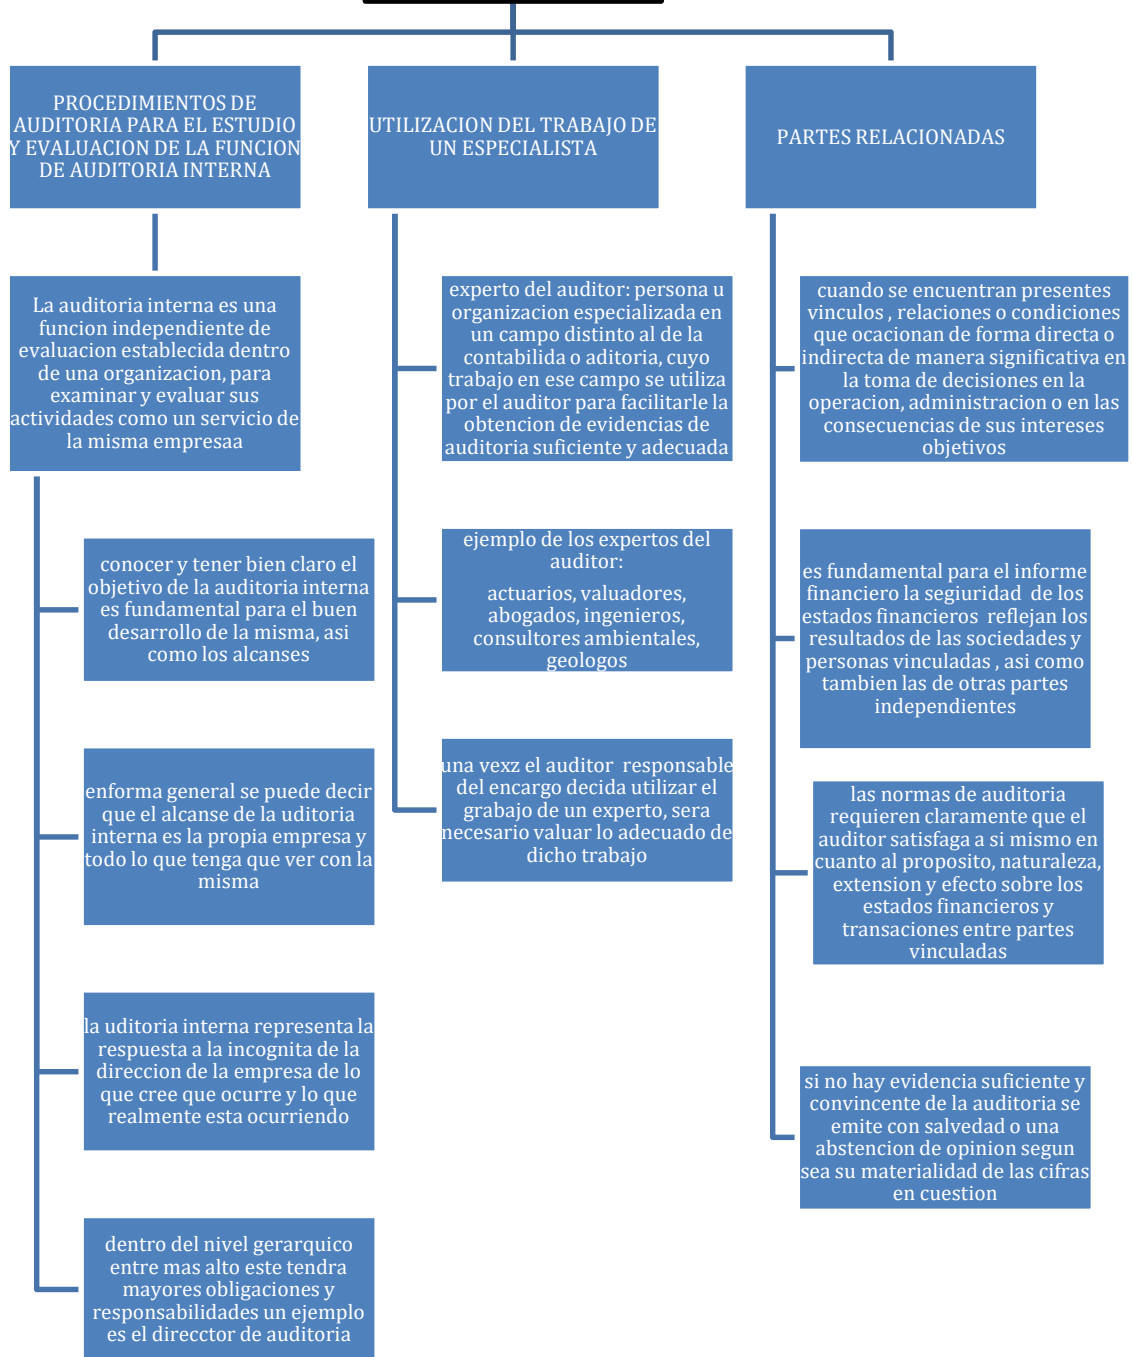 PROCEDIMIENTOS DE
AUDITORIA PARA EL ESTUDIO
Y EVALUACION DE LA FUNCION
DE AUDITORIA INTERNA
La auditoria interna es una
funcion independiente de
evaluacion establecida dentro
de una organizacion, para
examinar y evaluar sus
actividades como un servicio de
la misma empresaa
conocer y tener bien claro el
objetivo de la auditoria interna
es fundamental para el buen
desarrollo de la misma, asi
como los alcanses
enforma general se puede decir
que el alcanse de la uditoria
interna es la propia empresa y
todo lo que tenga que ver con la
misma
la uditoria interna representa la
respuesta a la incognita de la
direccion de la empresa de lo
que cree que ocurre y lo que
realmente esta ocurriendo
dentro del nivel gerarquico
entre mas alto este tendra
mayores obligaciones y
responsabilidades un ejemplo
es el direcctor de auditoria
UTILIZACION DEL TRABAJO DE
UN ESPECIALISTA
experto del auditor: persona u
organizacion especializada en
un campo distinto al de la
contabilida o aditoria, cuyo
trabajo en ese campo se utiliza
por el auditor para facilitarle la
obtencion de evidencias de
auditoria suficiente y adecuada
ejemplo de los expertos del
auditor:
actuarios, valuadores,
abogados, ingenieros,
consultores ambientales,
geologos
una vexz el auditor responsable
del encargo decida utilizar el
grabajo de un experto, sera
necesario valuar lo adecuado de
dicho trabajo
PARTES RELACIONADAS
cuando se encuentran presentes
vinculos , relaciones o condiciones
que ocacionan de forma directa o
indirecta de manera significativa en
la toma de decisiones en la
operacion, administracion o en las
consecuencias de sus intereses
objetivos
es fundamental para el informe
financiero la segiuridad de los
estados financieros reflejan los
resultados de las sociedades y
personas vinculadas , asi como
tambien las de otras partes
independientes
las normas de auditoria
requieren claramente que el
auditor satisfaga a si mismo en
cuanto al proposito, naturaleza,
extension y efecto sobre los
estados financieros y
transaciones entre partes
vinculadas
si no hay evidencia suficiente y
convincente de la auditoria se
emite con salvedad o una
abstencion de opinion segun
sea su materialidad de las cifras
en cuestion